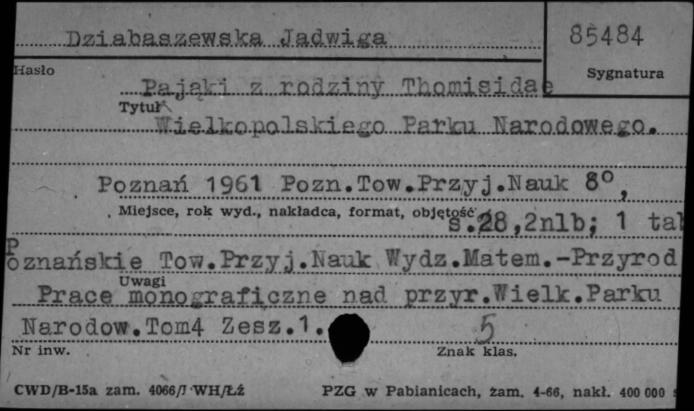 Dziabaszewska Jadwiga
85484
Hasło
Sygnatura
Pająki z rodziny Thomisidae
Tytuł
Wielkopolskiego Parku Narodowego.
Poznań 1961 Pozn.Tow.Przyj.Nauk 8°,
Miejsce, rok wyd., nakładca, format, objętość
s.28,2nlb; 1 tab
Poznańskie Tow.Przyj.Nauk Wydz.Matem.-Przyrod
Uwagi
Prace monograficzne nad przyr.Wielk.Parku
Narodow.Tom4 Zesz.1.
5
Nr inw.
Znak klas.
CWD/B-15a zam. 4066/J WH/Łź
PZG w Pabianicach, zam. 4-66, nakł. 400 000 s